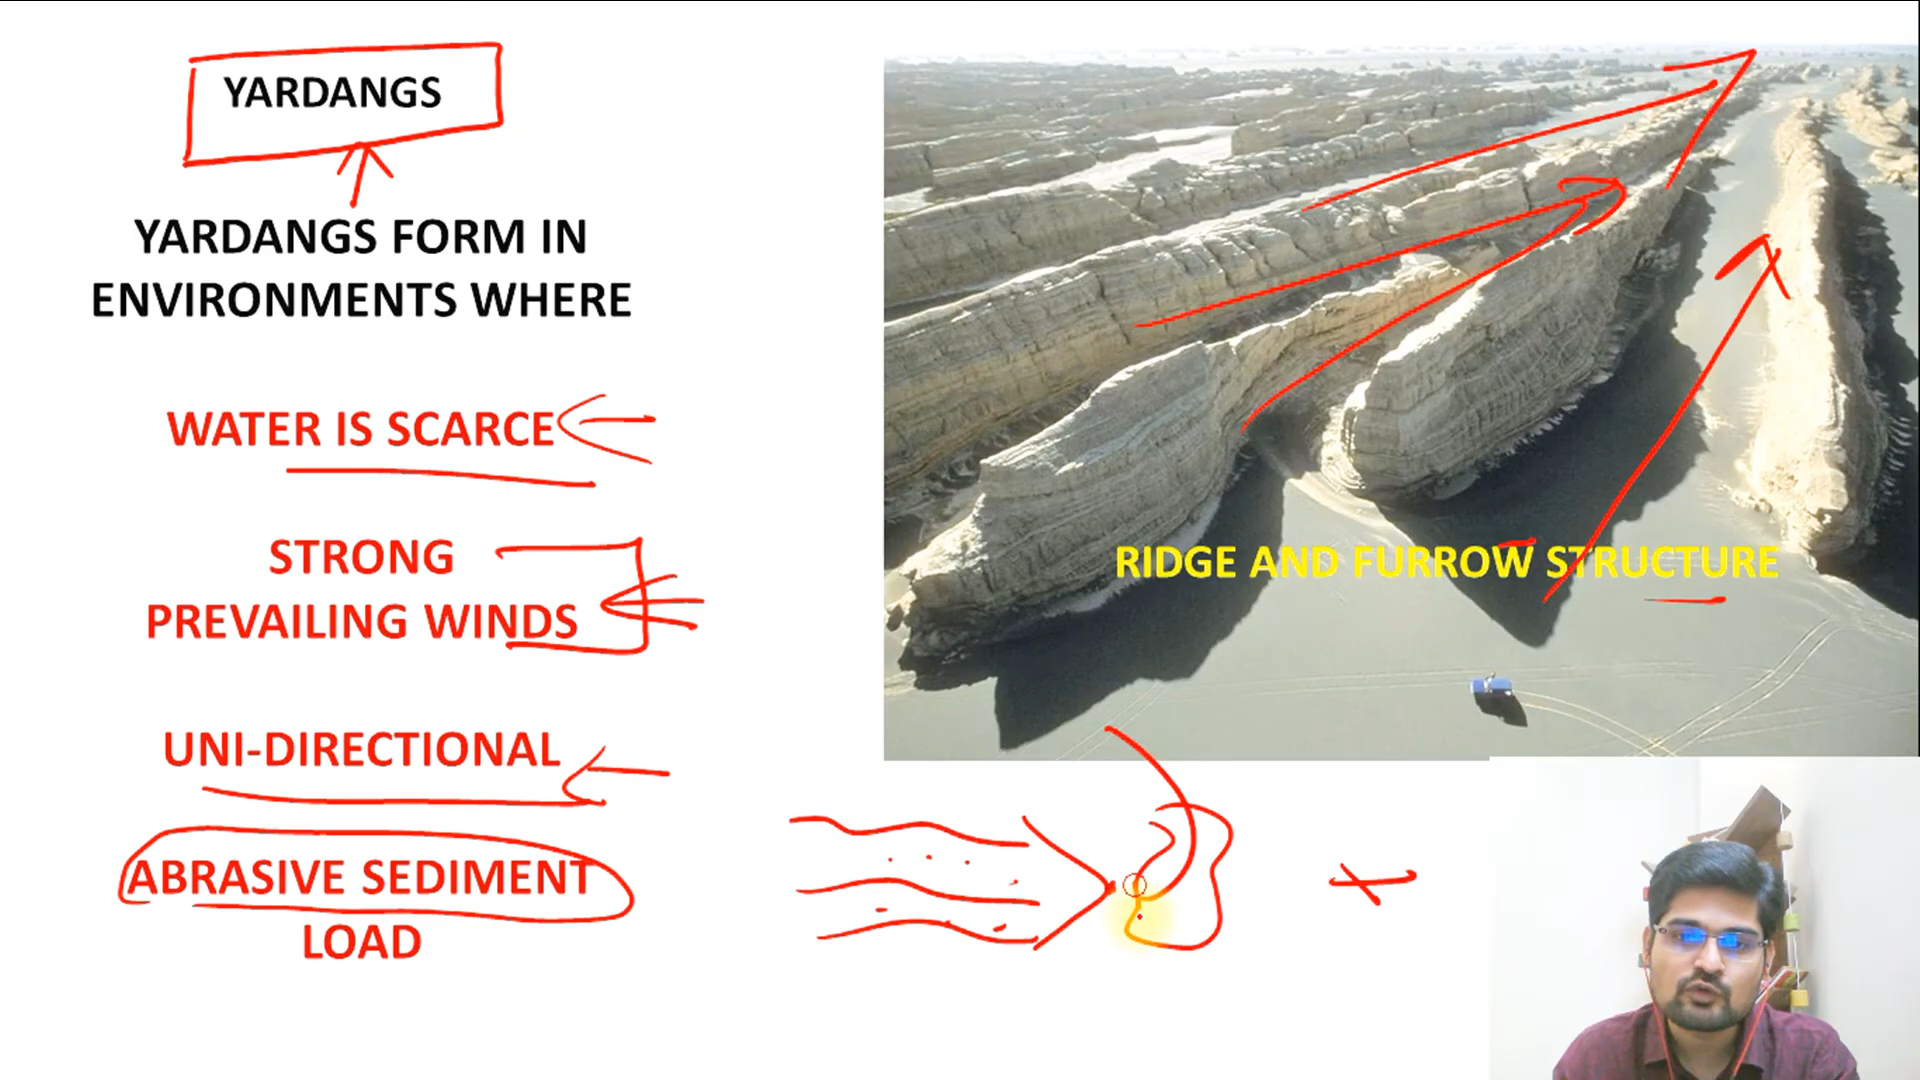 YARDANGS
YARDANGS FORM IN
ENVIRONMENTS WHERE
WATER IS SCARCE
STRONG
PREVAILING WINDS
UNI-DIRECTIONAL
ABRASIVE SEDIMENT
LOAD
RIDGE AND FURROW STRUCTURE